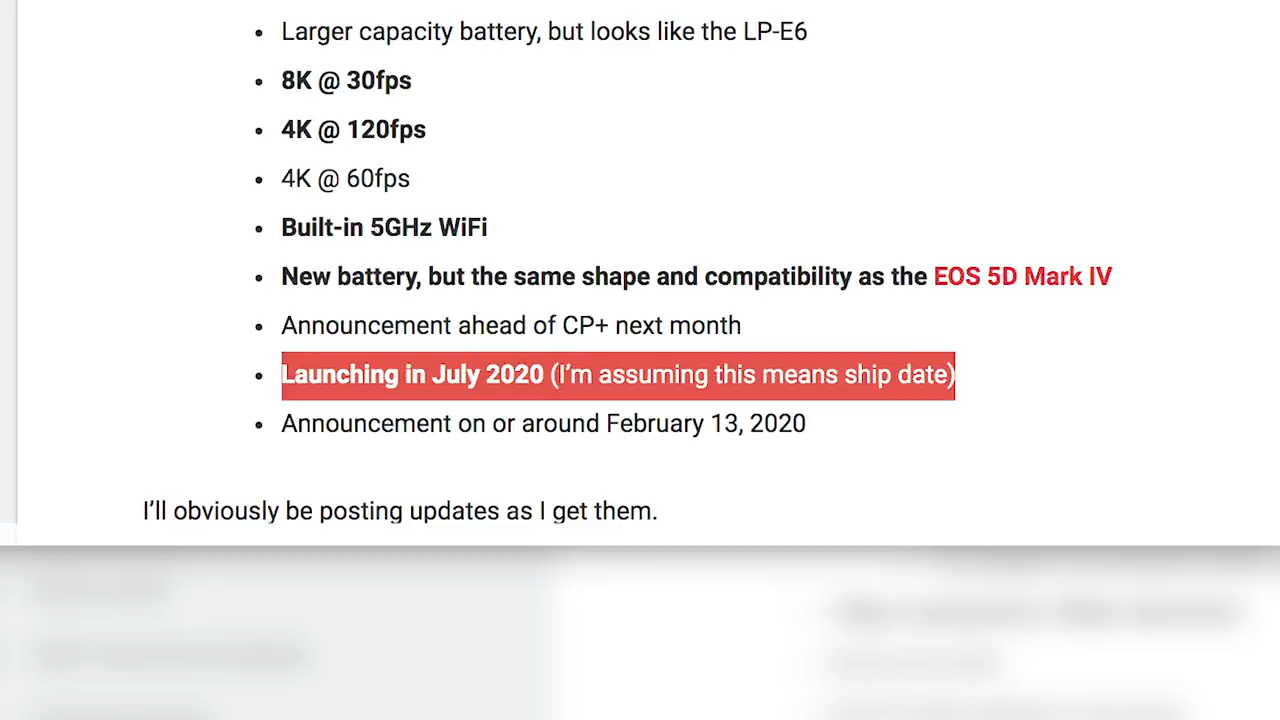 Larger capacity battery, but looks like the LP-E6
8K @ 30fps
4K @ 120fps
4K @ 60fps
Built-in 5GHz WiFi
New battery, but the same shape and compatibility as the EOS 5D Mark IV
Announcement ahead of CP+ next month
Launching in July 2020 (I’m assuming this means ship date)
Announcement on or around February 13, 2020
I’ll obviously be posting updates as I get them.